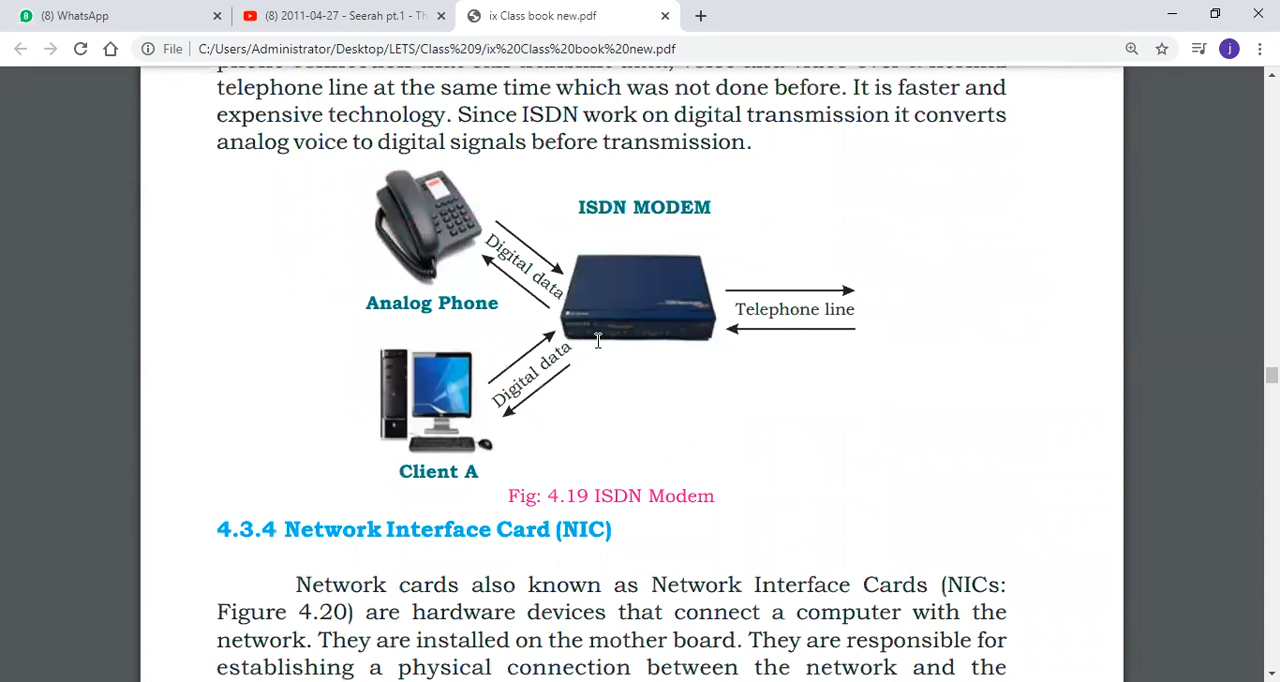 (8) WhatsApp
(8) 2011-04-27 - Seerah pt.1 - Th
ix Class book new.pdf
File
C:/Users/Administrator/Desktop/LETS/Class%209/ix%20Class%20book%20new.pdf
j
telephone line at the same time which was not done before. It is faster and
expensive technology. Since ISDN work on digital transmission it converts
analog voice to digital signals before transmission.
ISDN MODEM
Digital data
Analog Phone
Telephone line
Digital data
Client A
Fig: 4.19 ISDN Modem
4.3.4 Network Interface Card (NIC)
Network cards also known as Network Interface Cards (NICs:
Figure 4.20) are hardware devices that connect a computer with the
network. They are installed on the mother board. They are responsible for
establishing a physical connection between the network and the